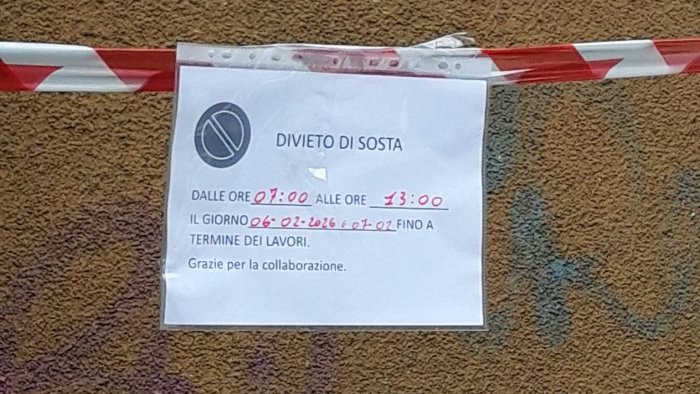 DIVIETO DI SOSTA
DALLE ORE 07:00 ALLE ORE 13:00
IL GIORNO 06-02-2026 E 07-02 FINO A
TERMINE DEI LAVORI.
Grazie per la collaborazione.